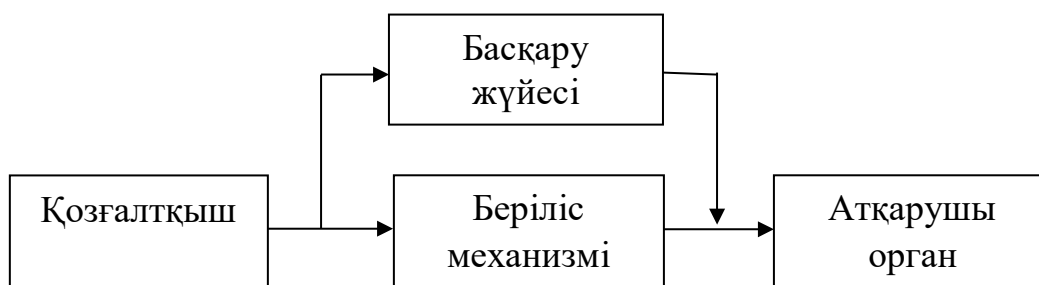 Басқару
жүйесі
Қозғалтқыш
Беріліс
механизмі
Атқарушы
орган